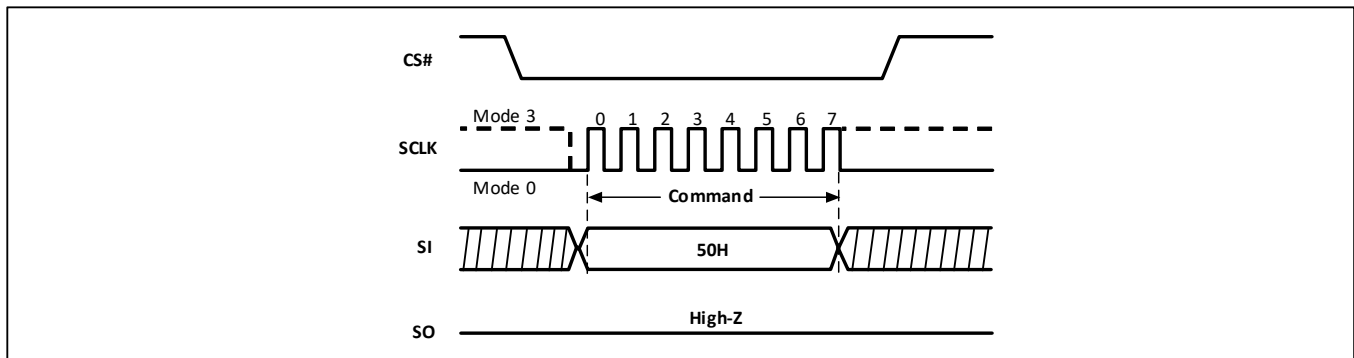 CS#
Mode 3
0 1 2 3 4 5 6 7
SCLK
Mode 0
Command
SI
50H
High-Z
SO